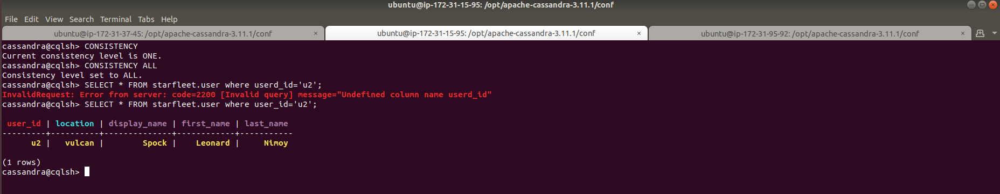 ubuntu@ip-172-31-15-95: /opt/apache-cassandra-3.11.1/conf
File Edit View Search Terminal Tabs Help
ubuntu@ip-172-31-37-45: /opt/apache-cassandra-3.11.1/conf × ubuntu@ip-172-31-15-95: /opt/apache-cassandra-3.11.1/conf × ubuntu@ip-172-31-95-92: /opt/apache-cassandra-3.11.1/conf ×
cassandra@cqlsh> CONSISTENCY
Current consistency level is ONE.
cassandra@cqlsh> CONSISTENCY ALL
Consistency level set to ALL.
cassandra@cqlsh> SELECT * FROM starfleet.user where userd_id='u2';
InvalidRequest: Error from server: code=2200 [Invalid query] message="Undefined column name userd_id"
cassandra@cqlsh> SELECT * FROM starfleet.user where user_id='u2';
 user_id | location | display_name | first_name | last_name
---------+----------+--------------+------------+-----------
      u2 |   vulcan |        Spock |    Leonard |     Nimoy
(1 rows)
cassandra@cqlsh>